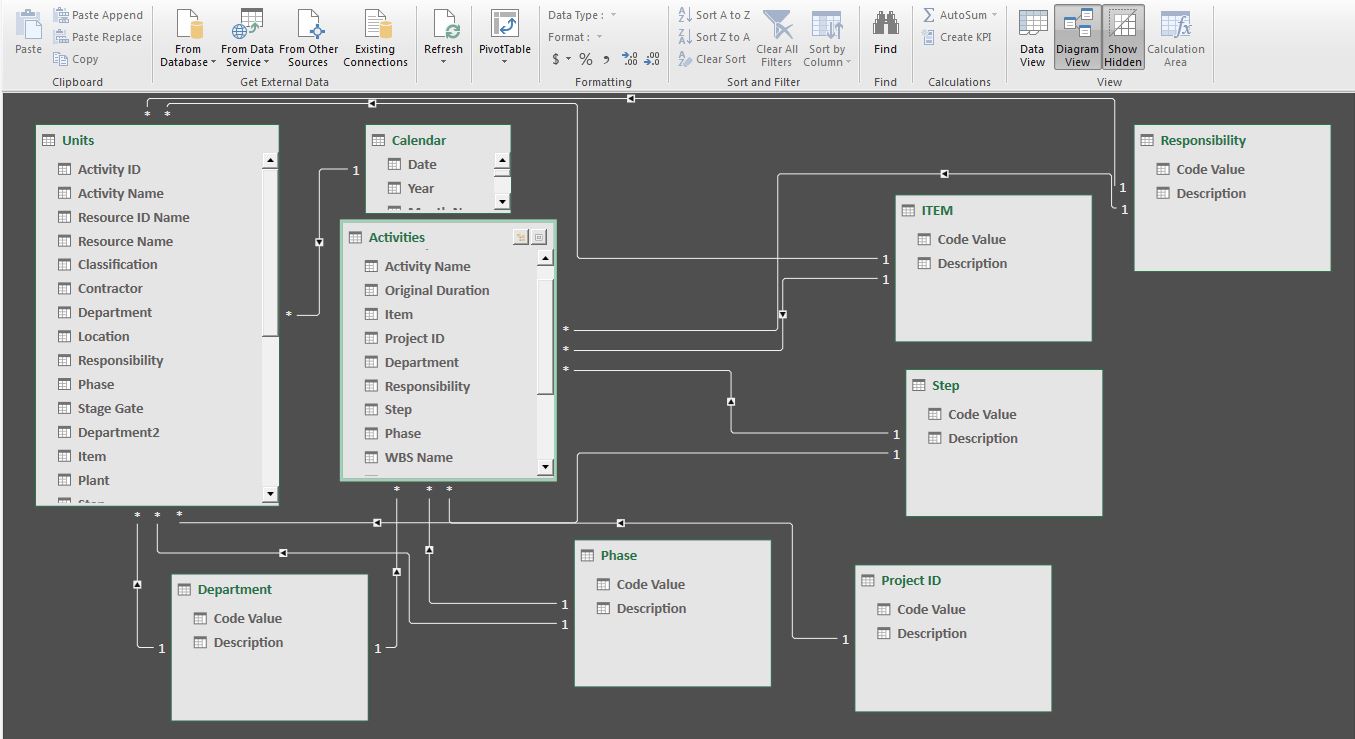 Paste
Paste Append
Paste Replace
Copy
Clipboard
From Database
From Data Service
From Other Sources
Existing Connections
Get External Data
Refresh
PivotTable
Data Type :
Format :
$ % , .00 .00
Formatting
Sort A to Z
Sort Z to A
Clear Sort
Clear All Filters
Sort by Column
Sort and Filter
Find
Find
AutoSum
Create KPI
Calculations
Data View
Diagram View
Show Hidden
Calculation Area
View
* *
Units
Activity ID
Activity Name
Resource ID Name
Resource Name
Classification
Contractor
Department
Location
Responsibility
Phase
Stage Gate
Department2
Item
Plant
* * *
*
1
Calendar
Date
Year
Activities
Activity Name
Original Duration
Item
Project ID
Department
Responsibility
Step
Phase
WBS Name
* * *
*
*
*
1
1
ITEM
Code Value
Description
1
1
Responsibility
Code Value
Description
1
1
Step
Code Value
Description
1
Department
Code Value
Description
1
1
1
Phase
Code Value
Description
1
Project ID
Code Value
Description